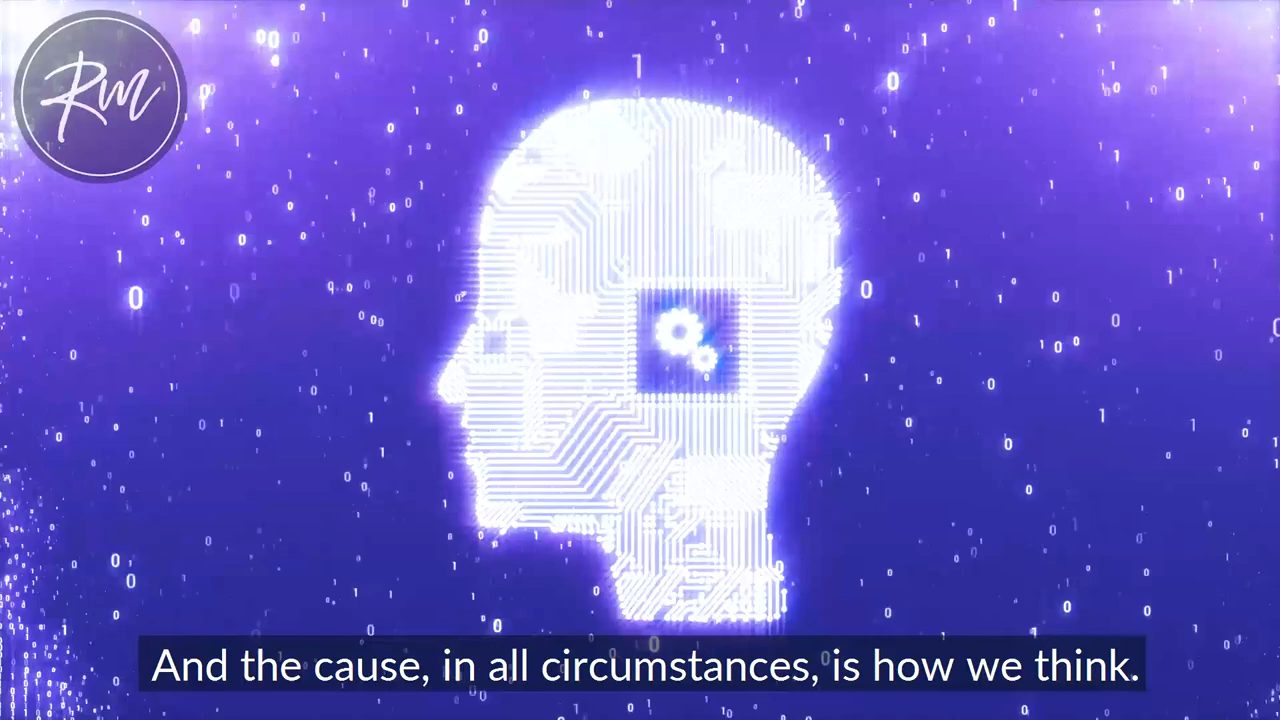 Rm
And the cause, in all circumstances, is how we think.